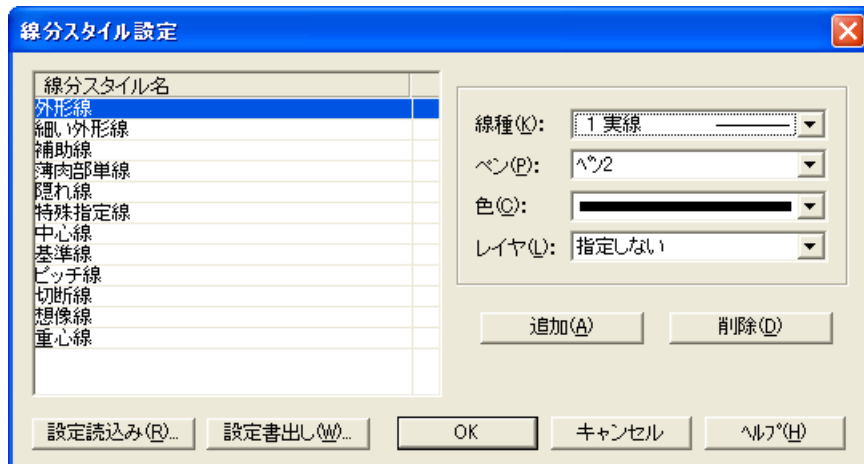 線分スタイル設定
線分スタイル名
外形線
細い外形線
補助線
薄肉部単線
隠れ線
特殊指定線
中心線
基準線
ピッチ線
切断線
想像線
重心線
線種(K): 1 実線
ペン(P): ﾍﾟﾝ2
色(C):
レイヤ(L): 指定しない
追加(A) 削除(D)
設定読込み(R)... 設定書出し(W)... OK キャンセル ﾍﾙﾌﾟ(H)